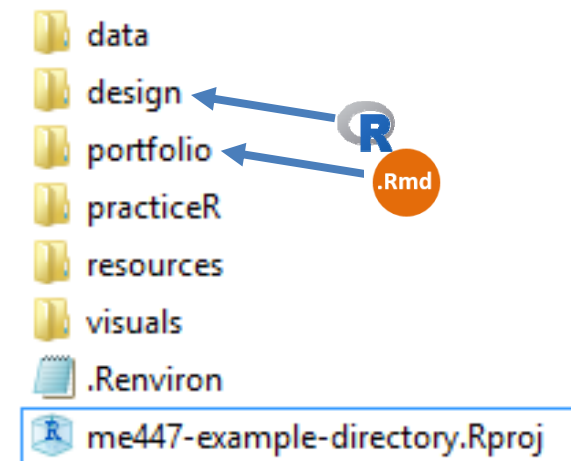 data
design
R
portfolio
.Rmd
practiceR
resources
visuals
.Renviron
R me447-example-directory.Rproj